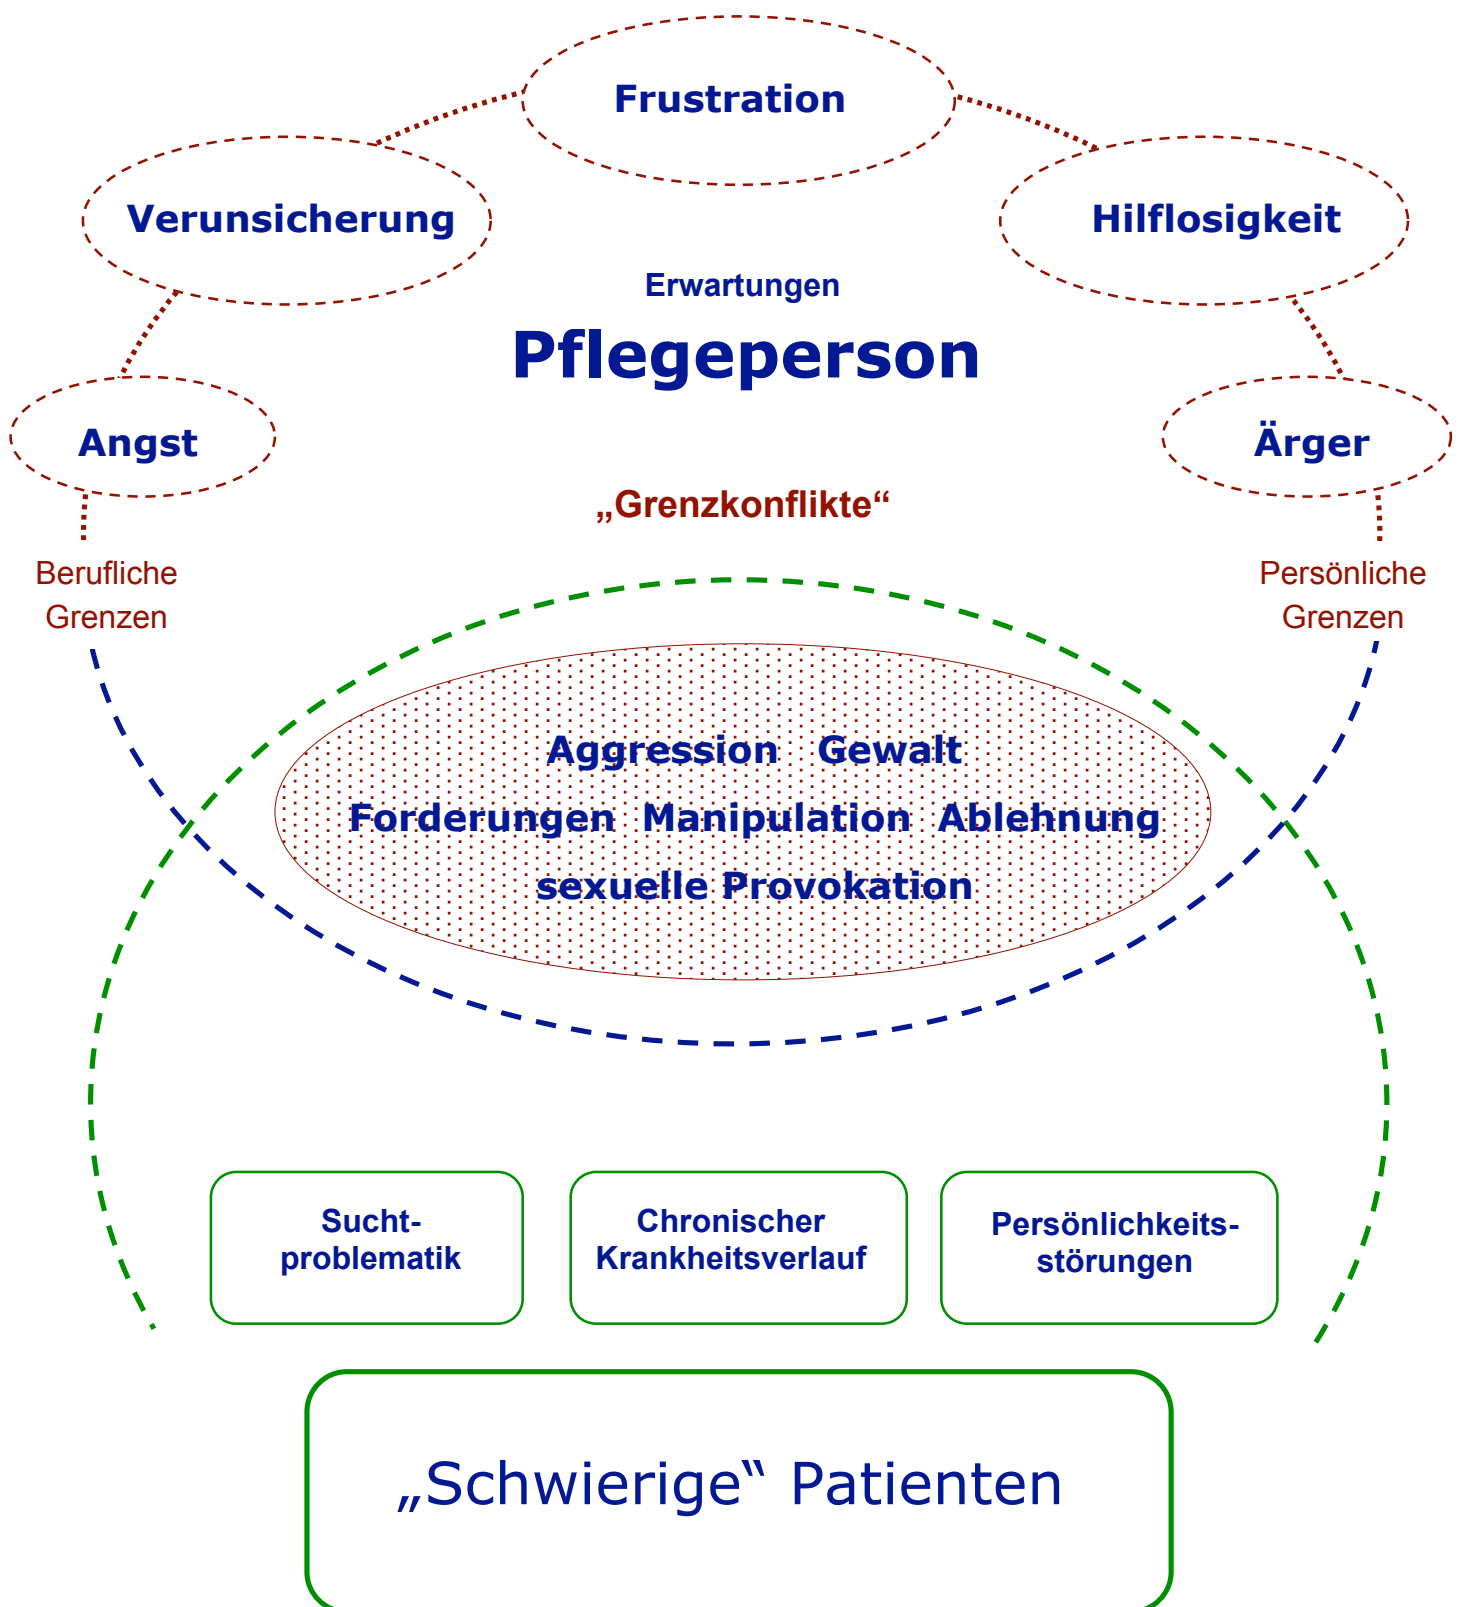 Frustration
Verunsicherung
Hilflosigkeit
Erwartungen
Pflegeperson
Angst
Ärger
„Grenzkonflikte“
Berufliche
Grenzen
Persönliche
Grenzen
Aggression Gewalt
Forderungen Manipulation Ablehnung
sexuelle Provokation
Sucht-
problematik
Chronischer
Krankheitsverlauf
Persönlichkeits-
störungen
„Schwierige“ Patienten